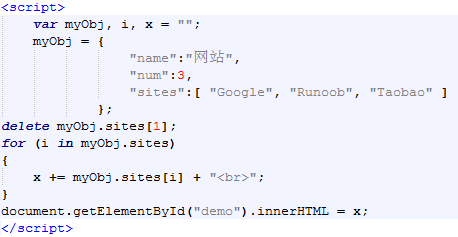 <script>
    var myObj, i, x = "";
    myObj = {
                "name":"网站",
                "num":3,
                "sites":[ "Google", "Runoob", "Taobao" ]
            };
delete myObj.sites[1];
for (i in myObj.sites)
{
    x += myObj.sites[i] + "<br>";
}
document.getElementById("demo").innerHTML = x;
</script>